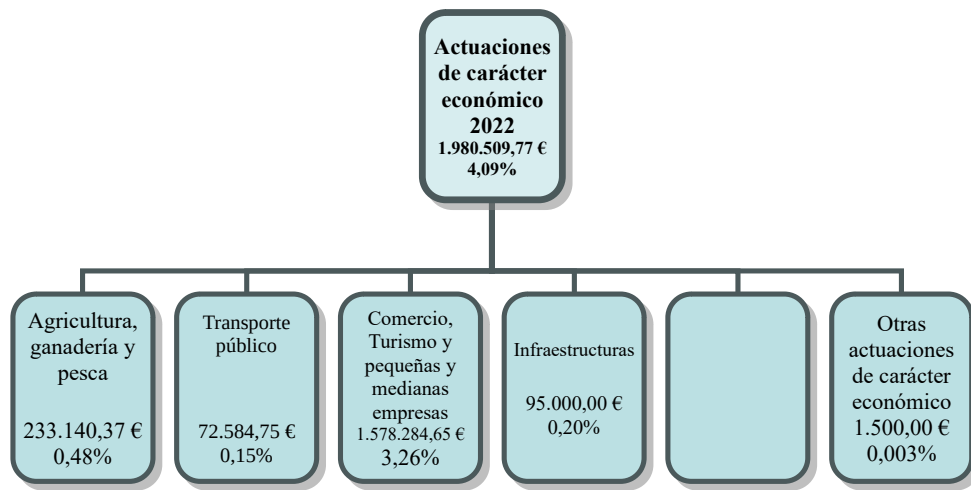 Actuaciones
de carácter
económico
2022
1.980.509,77 €
4,09%
Agricultura,
ganadería y
pesca
233.140,37 €
0,48%
Transporte
público
72.584,75 €
0,15%
Comercio,
Turismo y
pequeñas y
medianas
empresas
1.578.284,65 €
3,26%
Infraestructuras
95.000,00 €
0,20%
Otras
actuaciones
de carácter
económico
1.500,00 €
0,003%